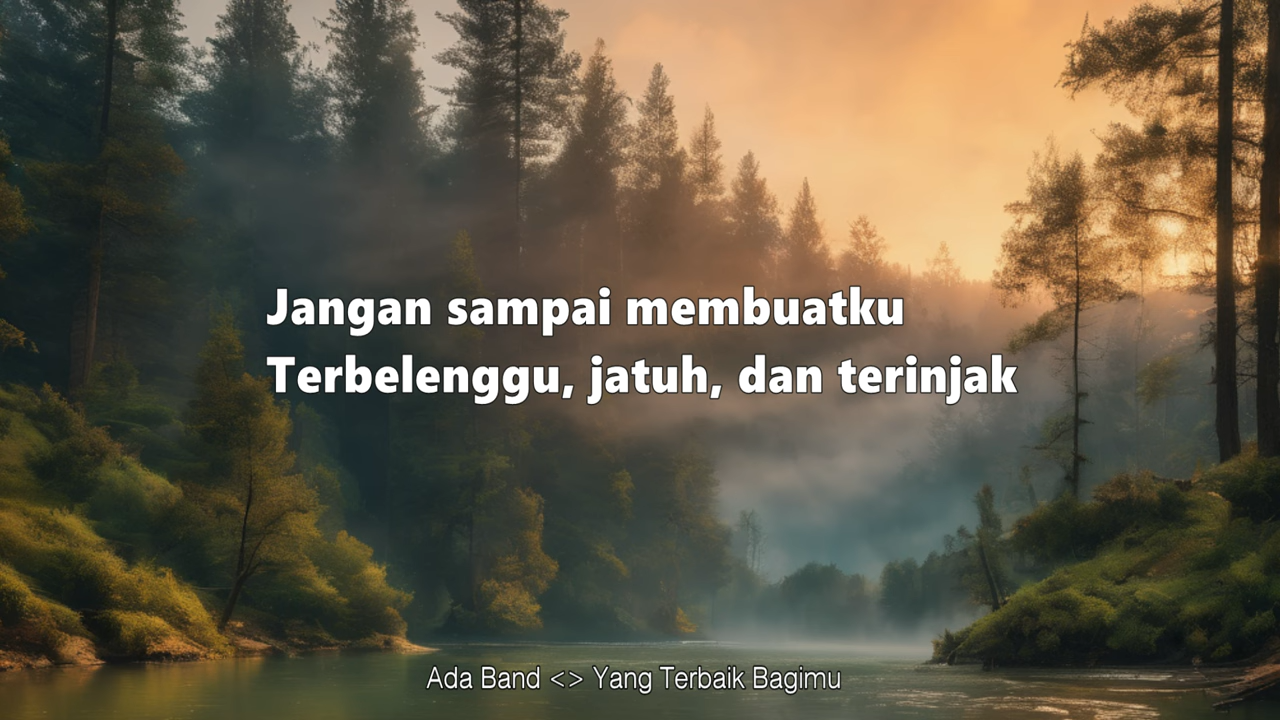 Jangan sampai membuatku
Terbelenggu, jatuh, dan terinjak
Ada Band <> Yang Terbaik Bagimu